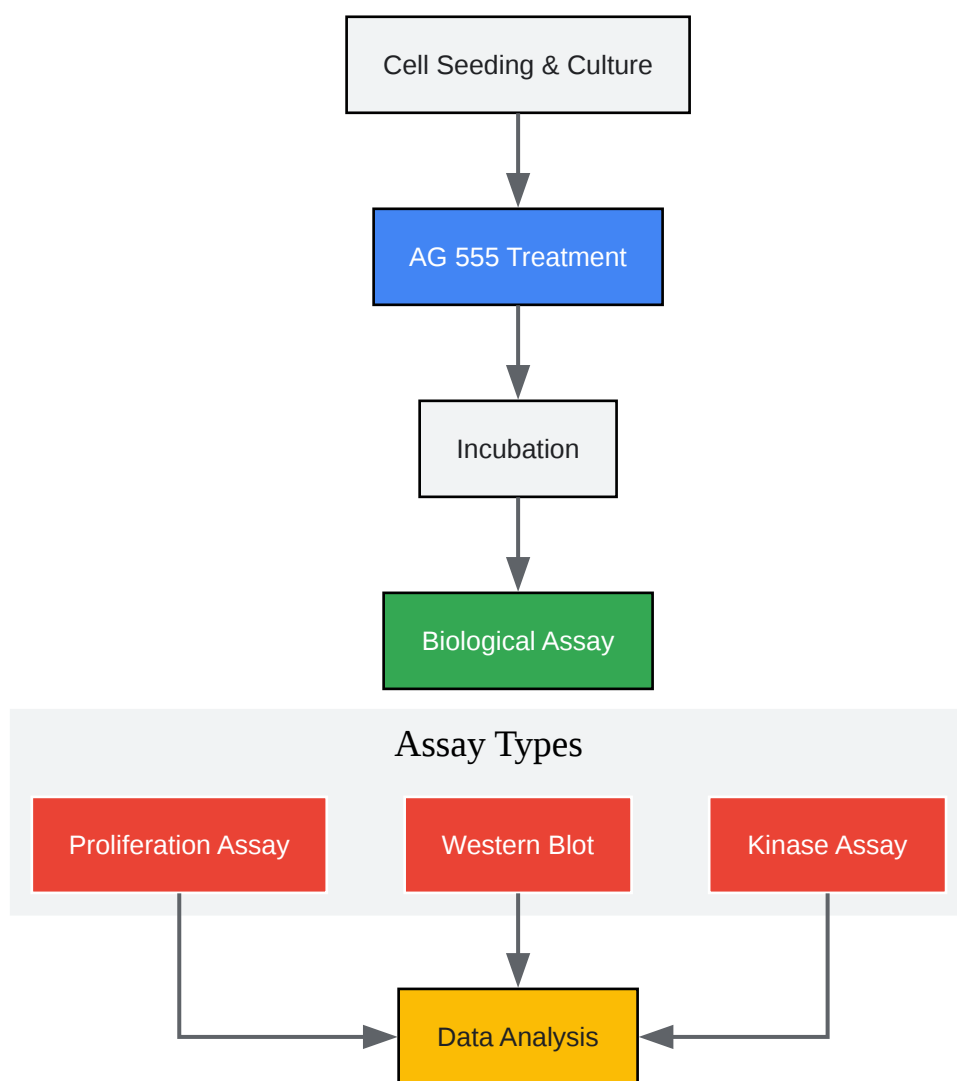 Cell Seeding & Culture
AG 555 Treatment
Incubation
Biological Assay
Assay Types
Proliferation Assay
Western Blot
Kinase Assay
Data Analysis